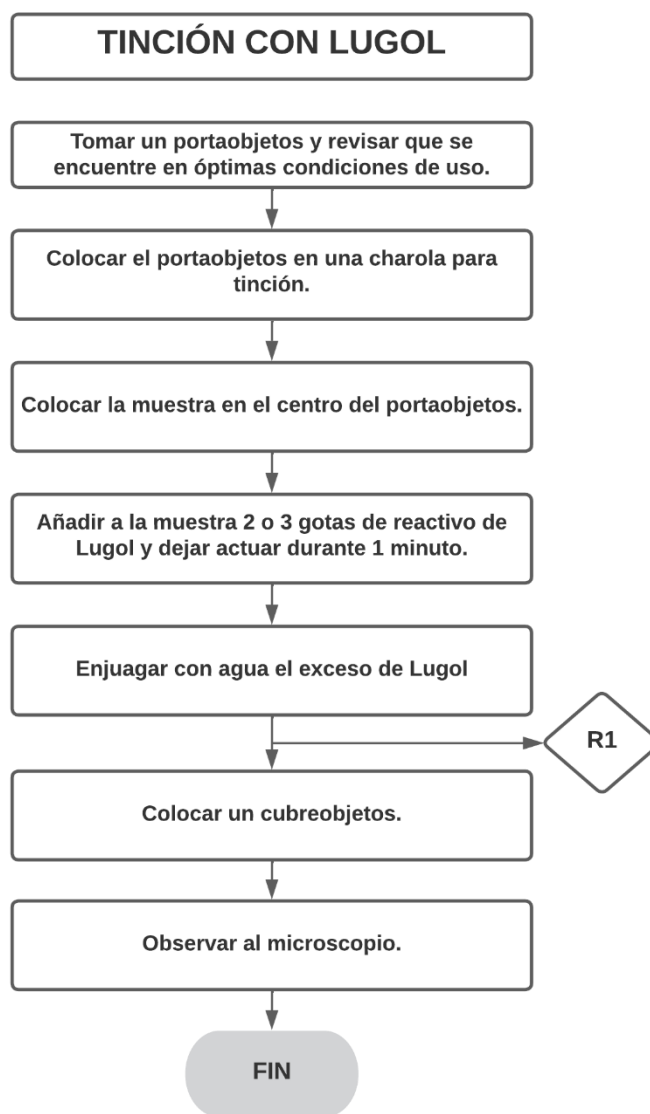 TINCIÓN CON LUGOL
Tomar un portaobjetos y revisar que se
encuentre en óptimas condiciones de uso.
Colocar el portaobjetos en una charola para
tinción.
Colocar la muestra en el centro del portaobjetos.
Añadir a la muestra 2 o 3 gotas de reactivo de
Lugol y dejar actuar durante 1 minuto.
Enjuagar con agua el exceso de Lugol
R1
Colocar un cubreobjetos.
Observar al microscopio.
FIN